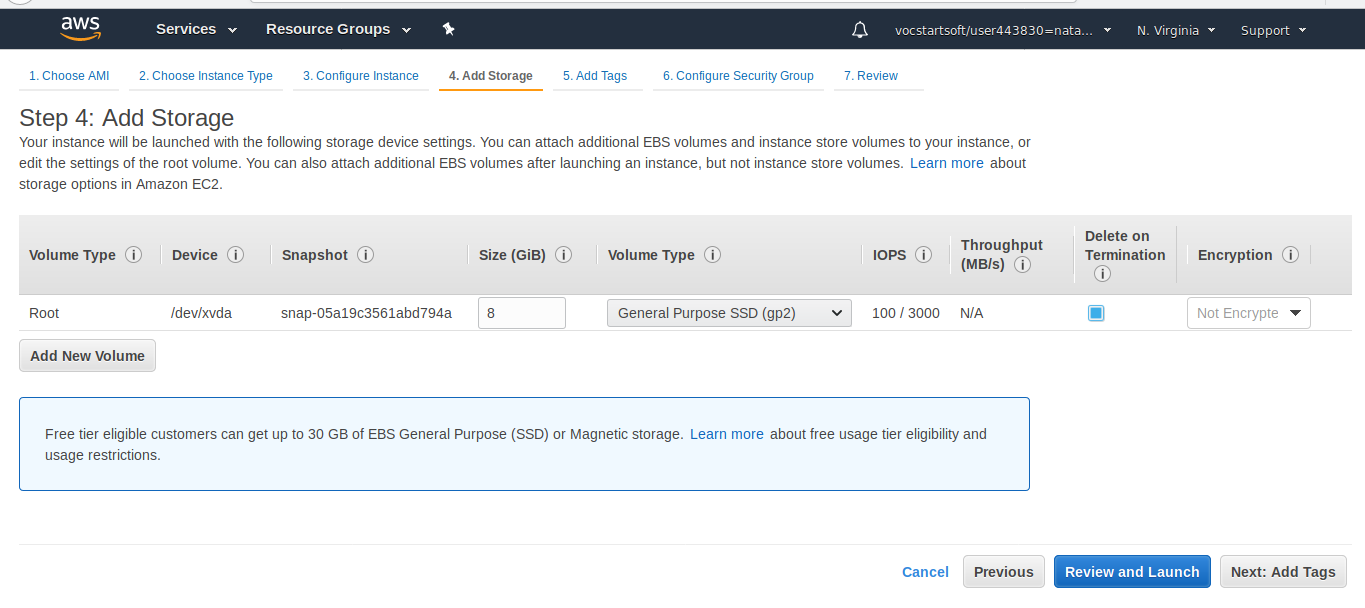 aws Services Resource Groups vocstartsoft/user443830=nata... N. Virginia Support
1. Choose AMI 2. Choose Instance Type 3. Configure Instance 4. Add Storage 5. Add Tags 6. Configure Security Group 7. Review
Step 4: Add Storage
Your instance will be launched with the following storage device settings. You can attach additional EBS volumes and instance store volumes to your instance, or
edit the settings of the root volume. You can also attach additional EBS volumes after launching an instance, but not instance store volumes. Learn more about
storage options in Amazon EC2.
Volume Type i Device i Snapshot i Size (GiB) i Volume Type i IOPS i Throughput (MB/s) i Delete on Termination i Encryption i
Root /dev/xvda snap-05a19c3561abd794a 8 General Purpose SSD (gp2) 100 / 3000 N/A Not Encrypte
Add New Volume
Free tier eligible customers can get up to 30 GB of EBS General Purpose (SSD) or Magnetic storage. Learn more about free usage tier eligibility and
usage restrictions.
Cancel Previous Review and Launch Next: Add Tags